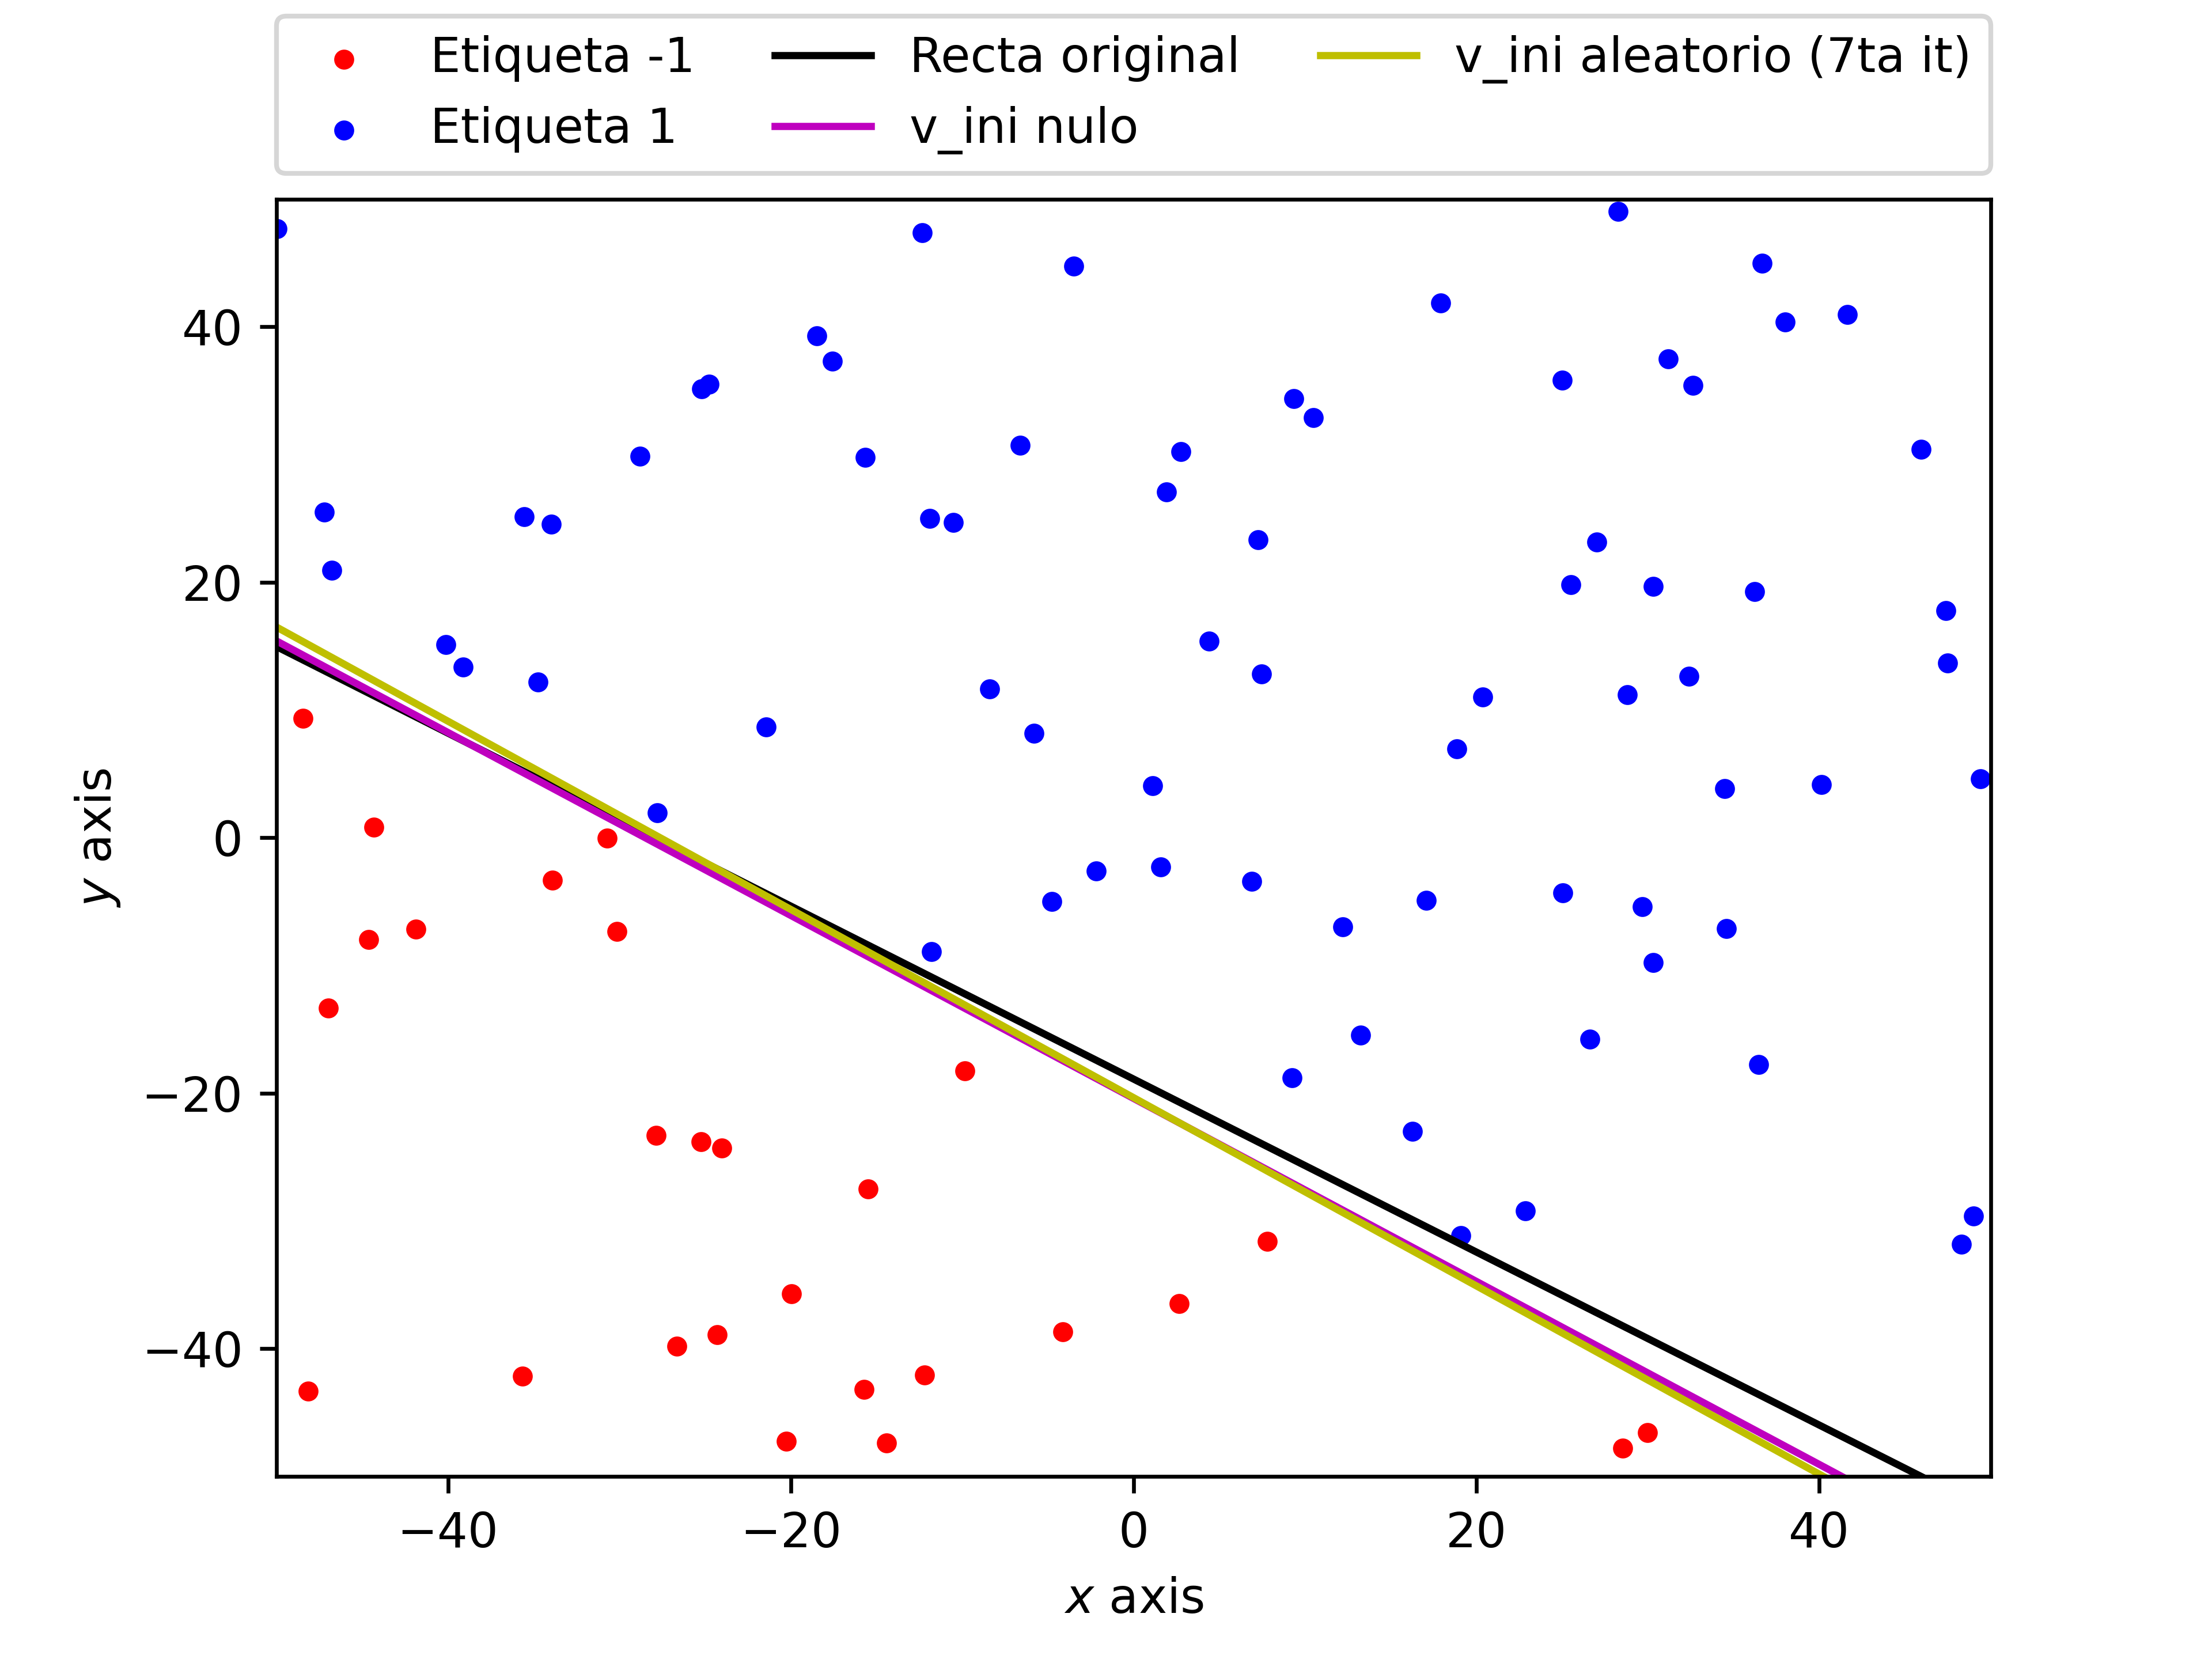 Etiqueta -1
Etiqueta 1
Recta original
v_ini nulo
v_ini aleatorio (7ta it)
40
20
0
−20
−40
y axis
−40 −20 0 20 40
x axis